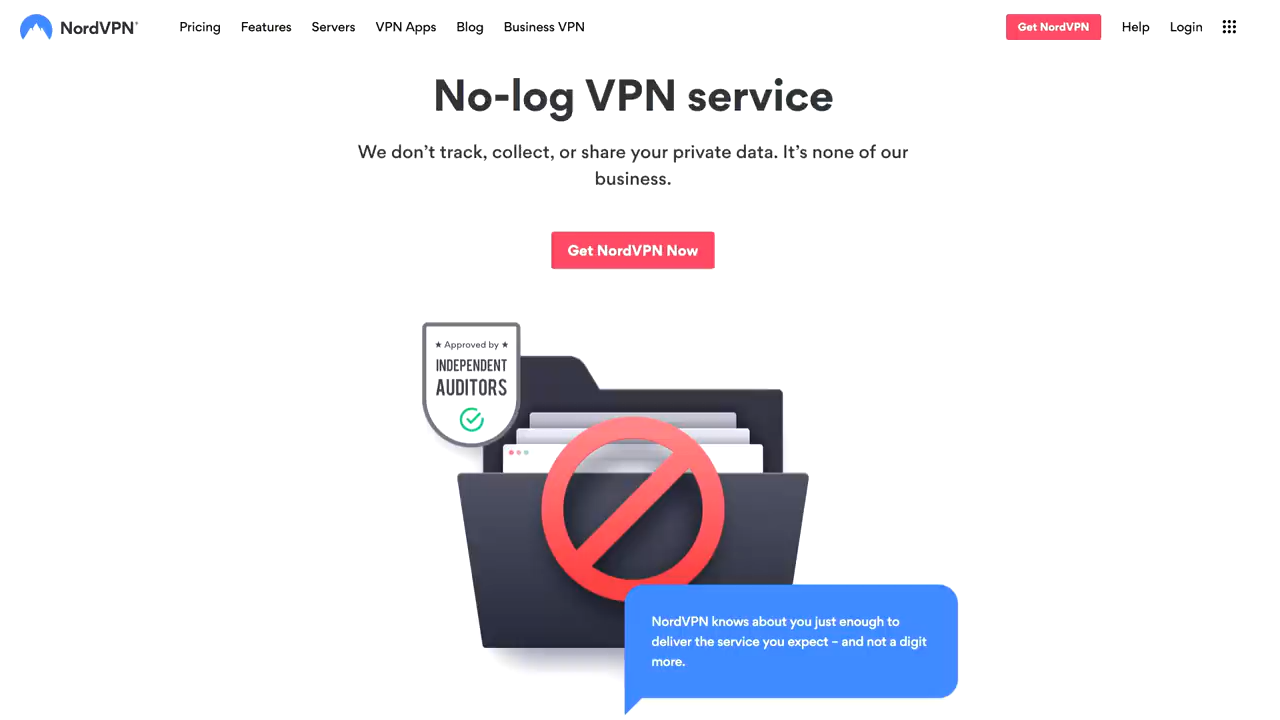 NordVPN®
Pricing
Features
Servers
VPN Apps
Blog
Business VPN
Get NordVPN
Help
Login
No-log VPN service
We don’t track, collect, or share your private data. It’s none of our
business.
Get NordVPN Now
★ Approved by ★
INDEPENDENT
AUDITORS
NordVPN knows about you just enough to
deliver the service you expect – and not a digit
more.